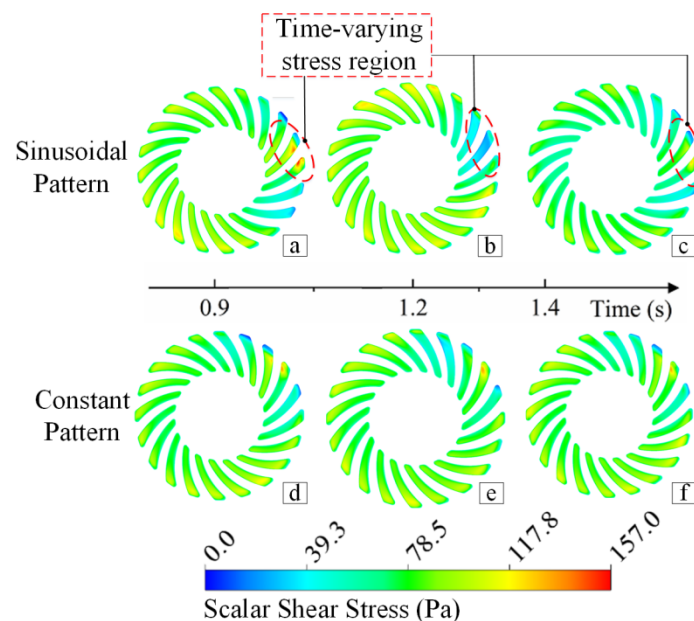 Time-varying
stress region
Sinusoidal
Pattern
a
b
c
0.9
1.2
1.4
Time (s)
Constant
Pattern
d
e
f
0.0
39.3
78.5
117.8
157.0
Scalar Shear Stress (Pa)